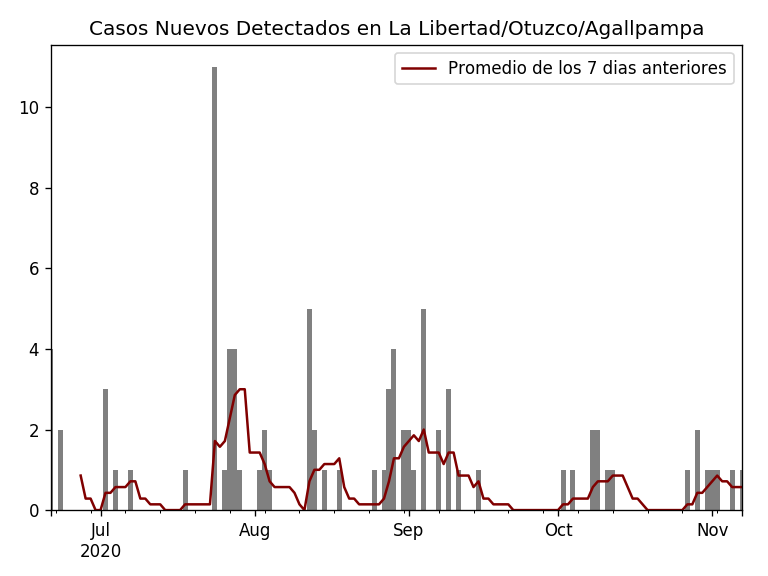 Casos Nuevos Detectados en La Libertad/Otuzco/Agallpampa
Promedio de los 7 dias anteriores
10
8
6
4
2
0
Jul Aug Sep Oct Nov
2020